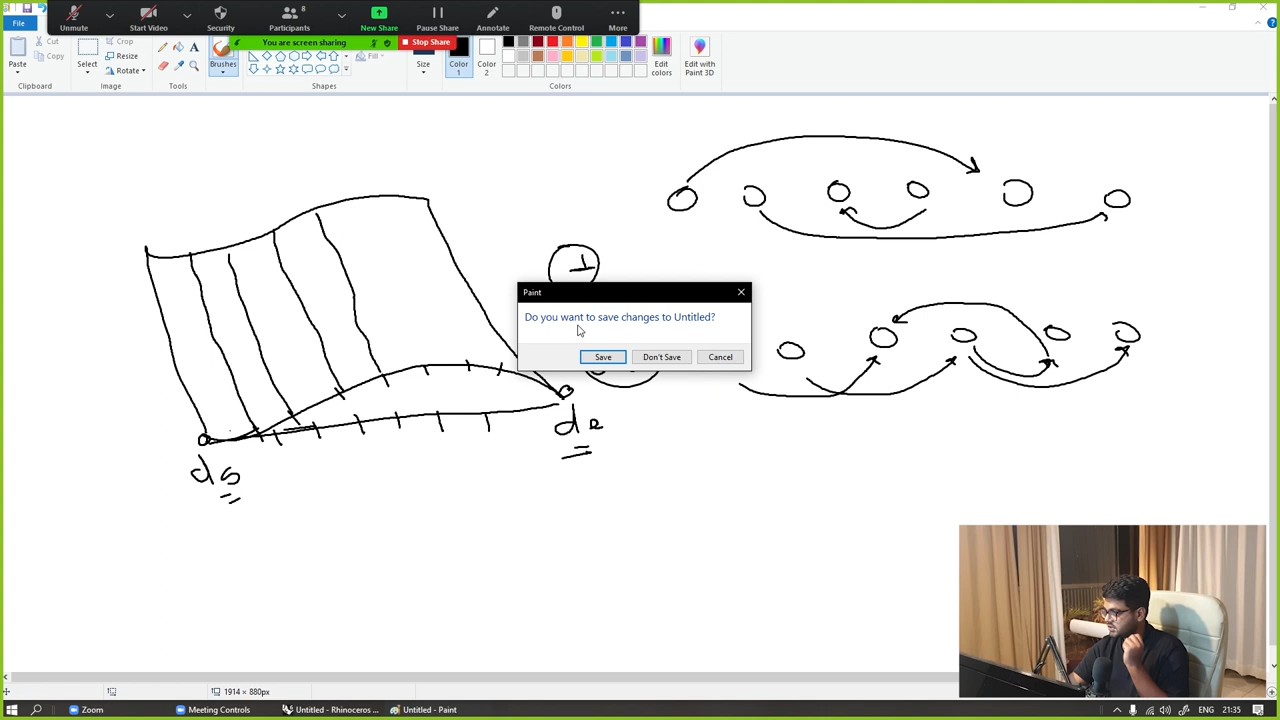 Unmute
Start Video
Security
Participants 8
New Share
Pause Share
Annotate
Remote Control
More
You are screen sharing
Stop Share
File
Paste
Cut
Copy
Clipboard
Select
Crop
Resize
Rotate
Image
Tools
Brushes
Shapes
Fill
Size
Color 1
Color 2
Colors
Edit colors
Edit with Paint 3D
Paint
Do you want to save changes to Untitled?
Save
Don't Save
Cancel
ds
de
1914 × 880px
Zoom
Meeting Controls
Untitled - Rhinoceros ...
Untitled - Paint
ENG
21:35